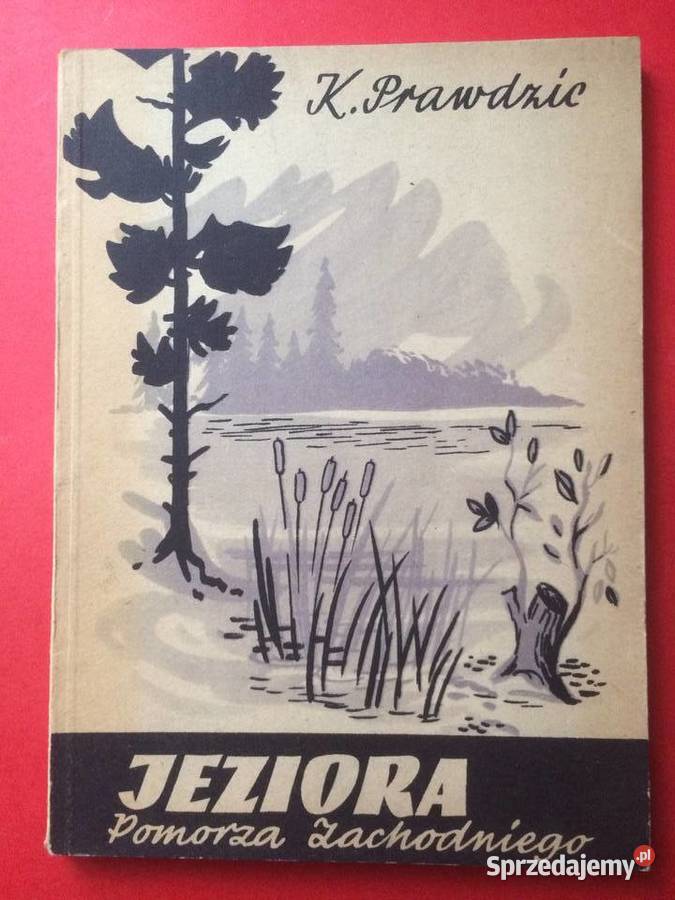 K. Prawdzic
JEZIORA
Pomorza Zachodniego
Sprzedajemy.pl